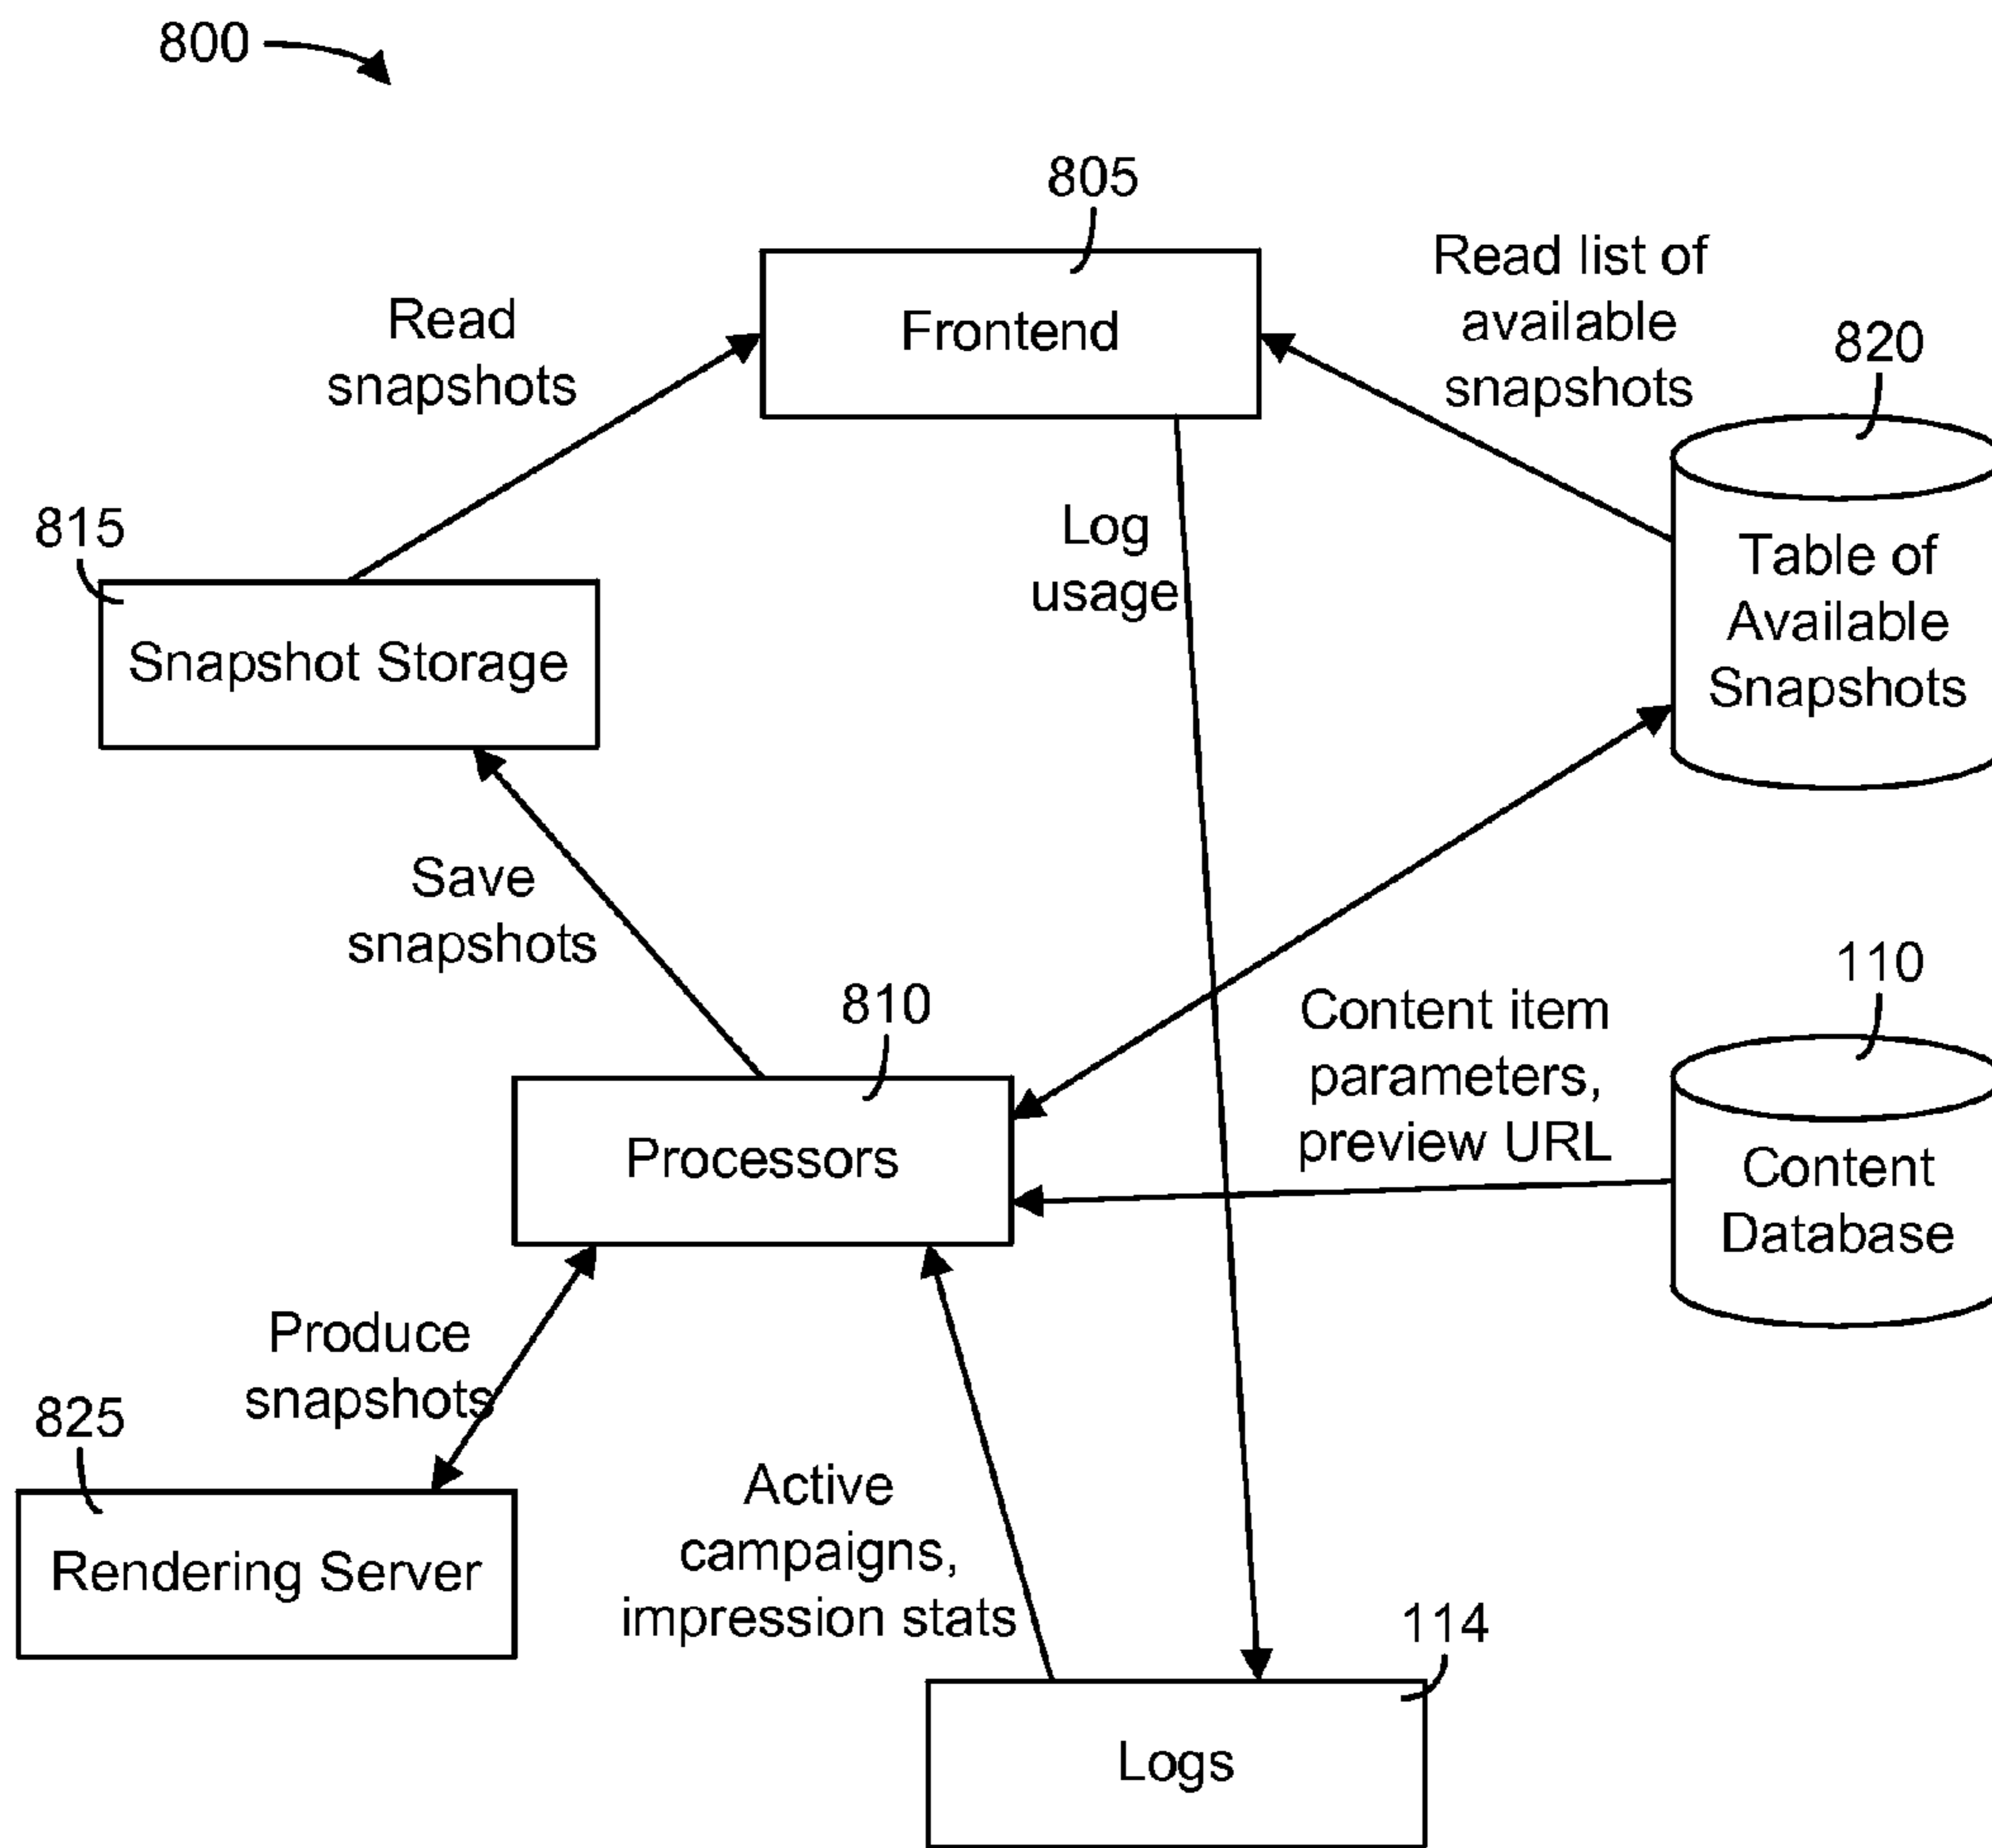 800
805
Frontend
Read list of
available
snapshots
820
Read
snapshots
815
Snapshot Storage
Log
usage
Table of
Available
Snapshots
Save
snapshots
810
Processors
Content item
parameters,
preview URL
110
Content
Database
Produce
snapshots
825
Rendering Server
Active
campaigns,
impression stats
114
Logs